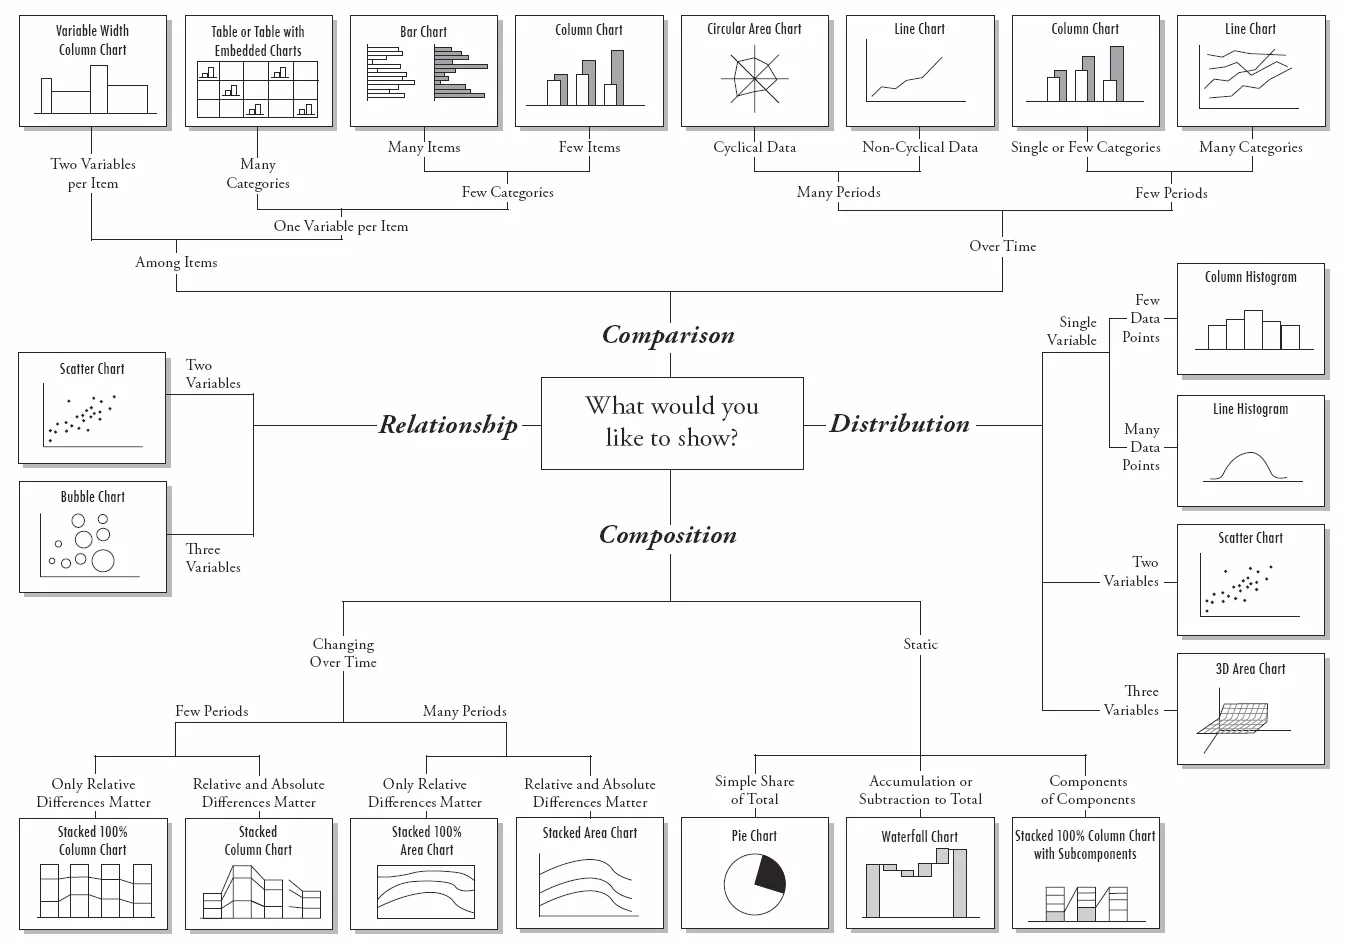 Variable Width
Column Chart
Table or Table with
Embedded Charts
Bar Chart
Column Chart
Circular Area Chart
Line Chart
Column Chart
Line Chart
Two Variables
per Item
Many
Categories
Many Items
Few Items
Cyclical Data
Non-Cyclical Data
Single or Few Categories
Many Categories
Few Categories
Many Periods
Few Periods
One Variable per Item
Among Items
Over Time
Comparison
What would you
like to show?
Relationship
Two
Variables
Scatter Chart
Three
Variables
Bubble Chart
Distribution
Single
Variable
Few
Data
Points
Column Histogram
Many
Data
Points
Line Histogram
Two
Variables
Scatter Chart
Three
Variables
3D Area Chart
Composition
Changing
Over Time
Static
Few Periods
Many Periods
Only Relative
Differences Matter
Relative and Absolute
Differences Matter
Only Relative
Differences Matter
Relative and Absolute
Differences Matter
Simple Share
of Total
Accumulation or
Subtraction to Total
Components
of Components
Stacked 100%
Column Chart
Stacked
Column Chart
Stacked 100%
Area Chart
Stacked Area Chart
Pie Chart
Waterfall Chart
Stacked 100% Column Chart
with Subcomponents